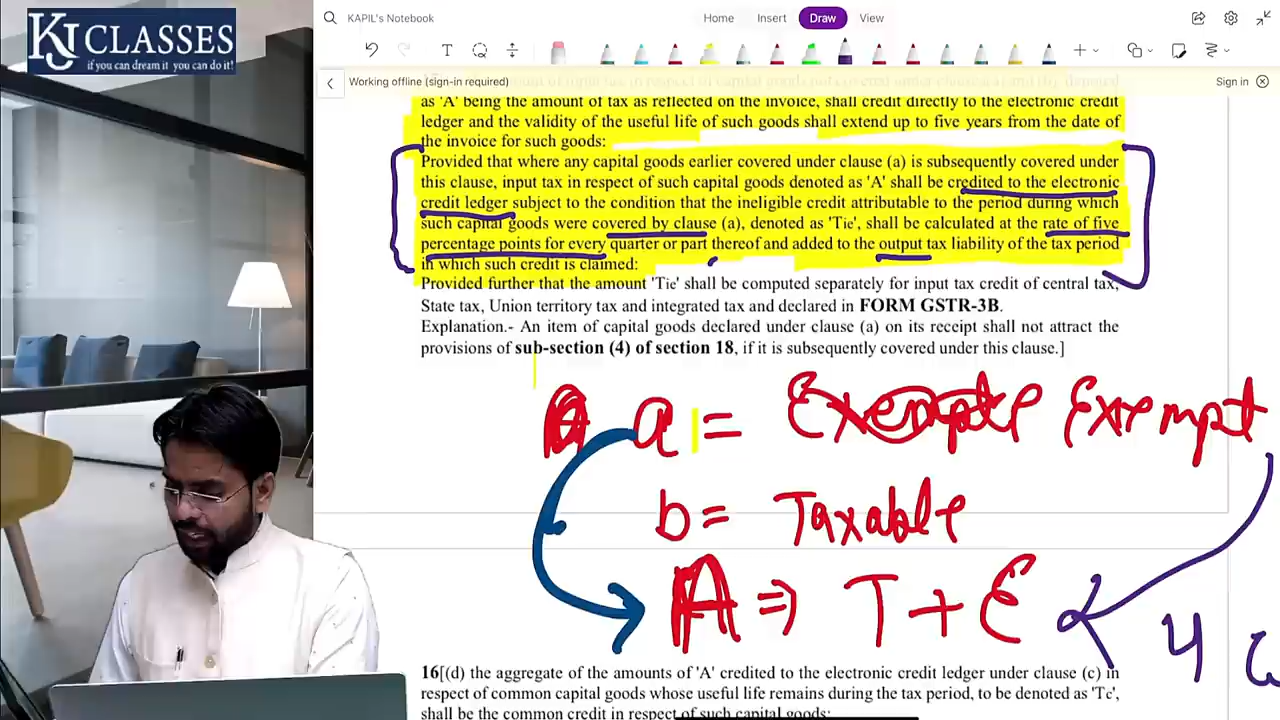 KJ CLASSES
if you can dream it you can do it!
KAPIL's Notebook
Home Insert Draw View
Working offline (sign-in required)
Sign in
as 'A' being the amount of tax as reflected on the invoice, shall credit directly to the electronic credit
ledger and the validity of the useful life of such goods shall extend up to five years from the date of
the invoice for such goods:
Provided that where any capital goods earlier covered under clause (a) is subsequently covered under
this clause, input tax in respect of such capital goods denoted as 'A' shall be credited to the electronic
credit ledger subject to the condition that the ineligible credit attributable to the period during which
such capital goods were covered by clause (a), denoted as 'Tie', shall be calculated at the rate of five
percentage points for every quarter or part thereof and added to the output tax liability of the tax period
in which such credit is claimed:
Provided further that the amount 'Tie' shall be computed separately for input tax credit of central tax,
State tax, Union territory tax and integrated tax and declared in FORM GSTR-3B.
Explanation.- An item of capital goods declared under clause (a) on its receipt shall not attract the
provisions of sub-section (4) of section 18, if it is subsequently covered under this clause.]
a = Exempt
b = Taxable
A ⇒ T + E
4
16[(d) the aggregate of the amounts of 'A' credited to the electronic credit ledger under clause (c) in
respect of common capital goods whose useful life remains during the tax period, to be denoted as 'Tc',
shall be the common credit in respect of such capital goods: